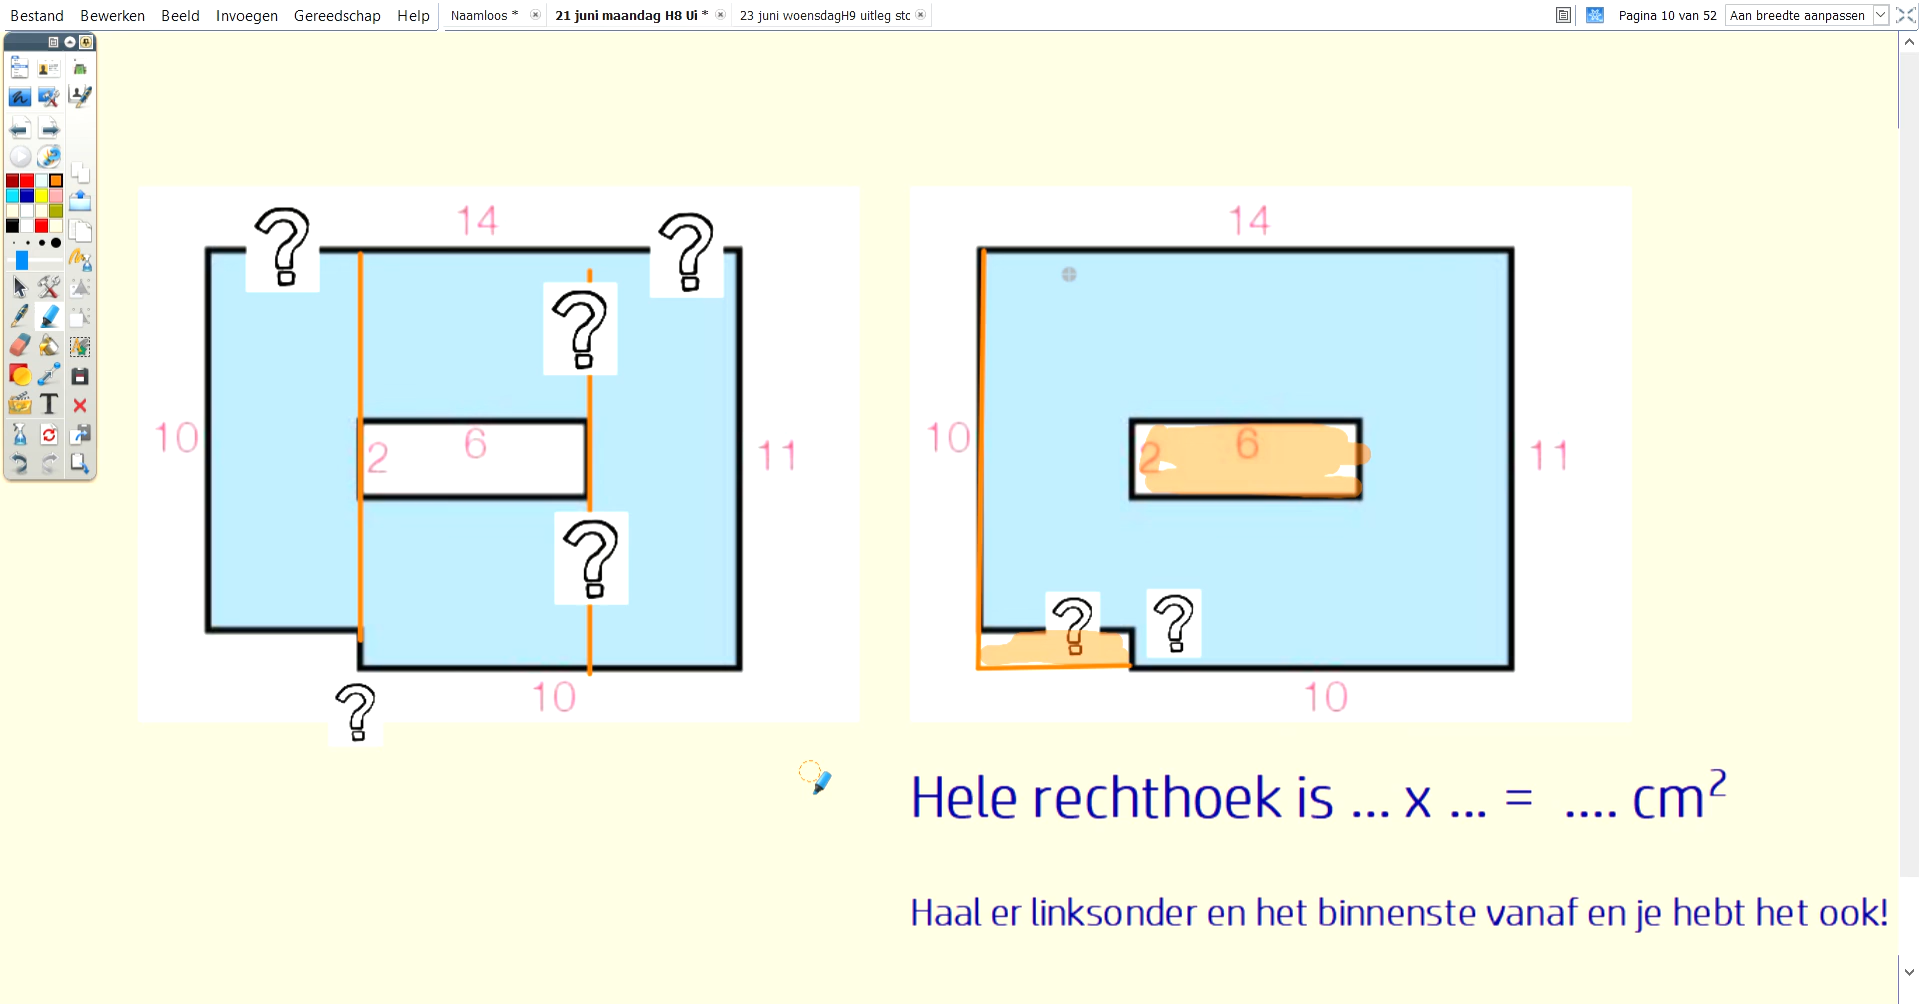 Bestand Bewerken Beeld Invoegen Gereedschap Help
Naamloos *
21 juni maandag H8 Ui *
23 juni woensdagH9 uitleg stc
Pagina 10 van 52
Aan breedte aanpassen
T
?
14
?
?
10
2
6
11
?
10
?
14
10
2
6
11
?
?
10
Hele rechthoek is ... x ... = .... cm²
Haal er linksonder en het binnenste vanaf en je hebt het ook!